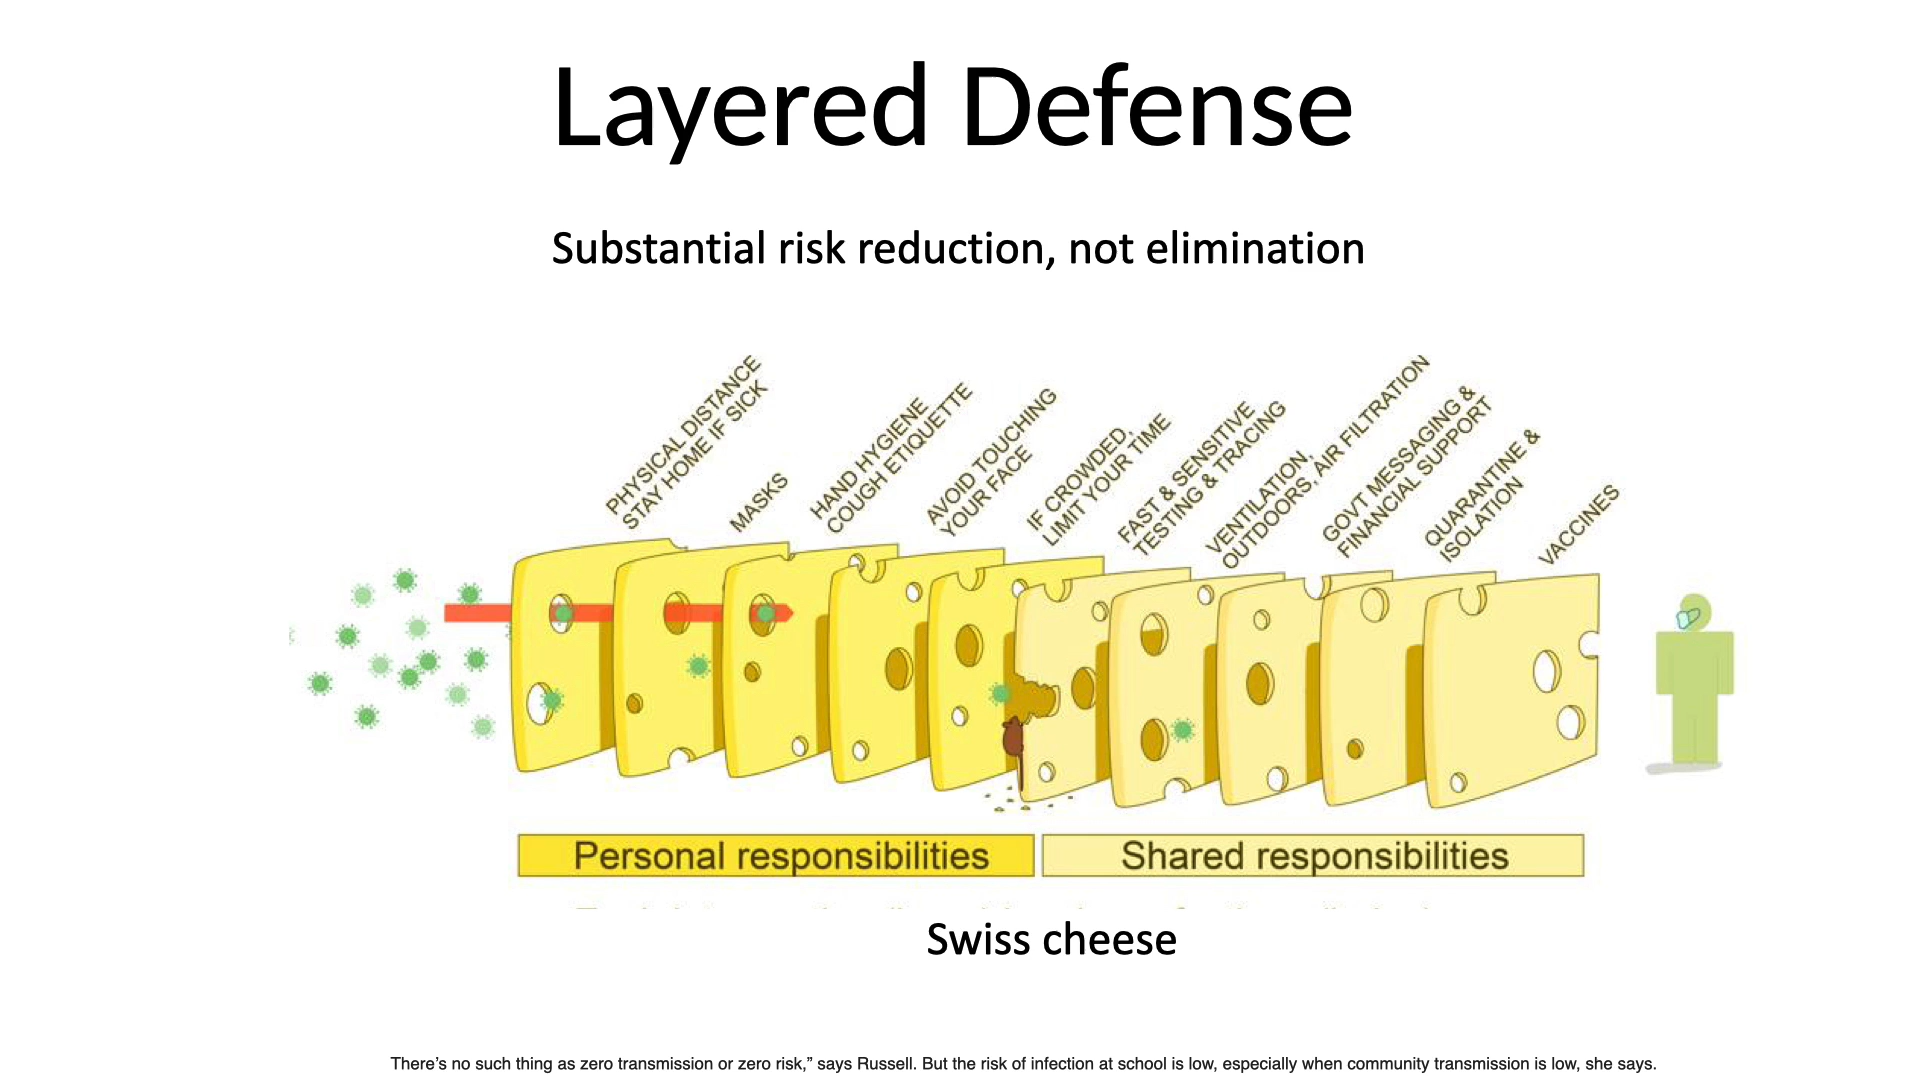 Layered Defense
Substantial risk reduction, not elimination
PHYSICAL DISTANCE
STAY HOME IF SICK
MASKS
HAND HYGIENE
COUGH ETIQUETTE
AVOID TOUCHING
YOUR FACE
IF CROWDED,
LIMIT YOUR TIME
FAST & SENSITIVE
TESTING & TRACING
VENTILATION,
OUTDOORS, AIR FILTRATION
GOVT MESSAGING &
FINANCIAL SUPPORT
QUARANTINE &
ISOLATION
VACCINES
Personal responsibilities
Shared responsibilities
Swiss cheese
There’s no such thing as zero transmission or zero risk,” says Russell. But the risk of infection at school is low, especially when community transmission is low, she says.